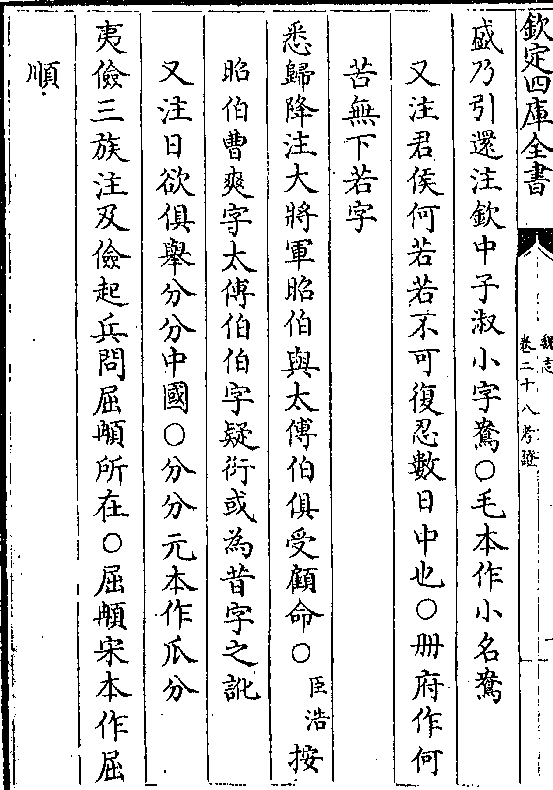 欽定四庫全書
魏志
卷二十八考證
盛乃引還注欽中子淑小字鴦○毛本作小名鴦
又注君侯何若若不可復忍數日中也○冊府作何
苦無下若字
悉歸降注大將軍昭伯與太傅伯俱受顧命○臣浩按
昭伯曹爽字太傅伯伯字疑衍或為昔字之訛
又注日欲俱舉分分中國○分分元本作瓜分
夷儉三族注及儉起兵問屈䪻所在○屈䪻宋本作屈
順